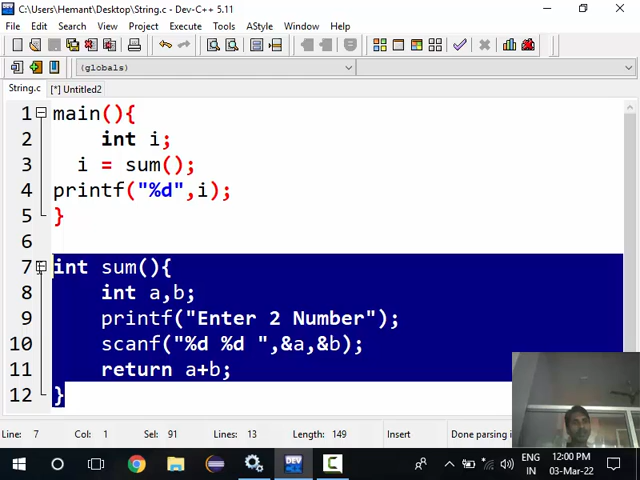 C:\Users\Hemant\Desktop\String.c - Dev-C++ 5.11
File Edit Search View Project Execute Tools AStyle Window Help
(globals)
String.c [*] Untitled2
1 main(){
2 int i;
3 i = sum();
4 printf("%d",i);
5 }
6
7 int sum(){
8 int a,b;
9 printf("Enter 2 Number");
10 scanf("%d %d ",&a,&b);
11 return a+b;
12 }
Line: 7 Col: 1 Sel: 91 Lines: 13 Length: 149 Insert Done parsing i
DEV C ENG 12:00 PM
IN 03-Mar-22